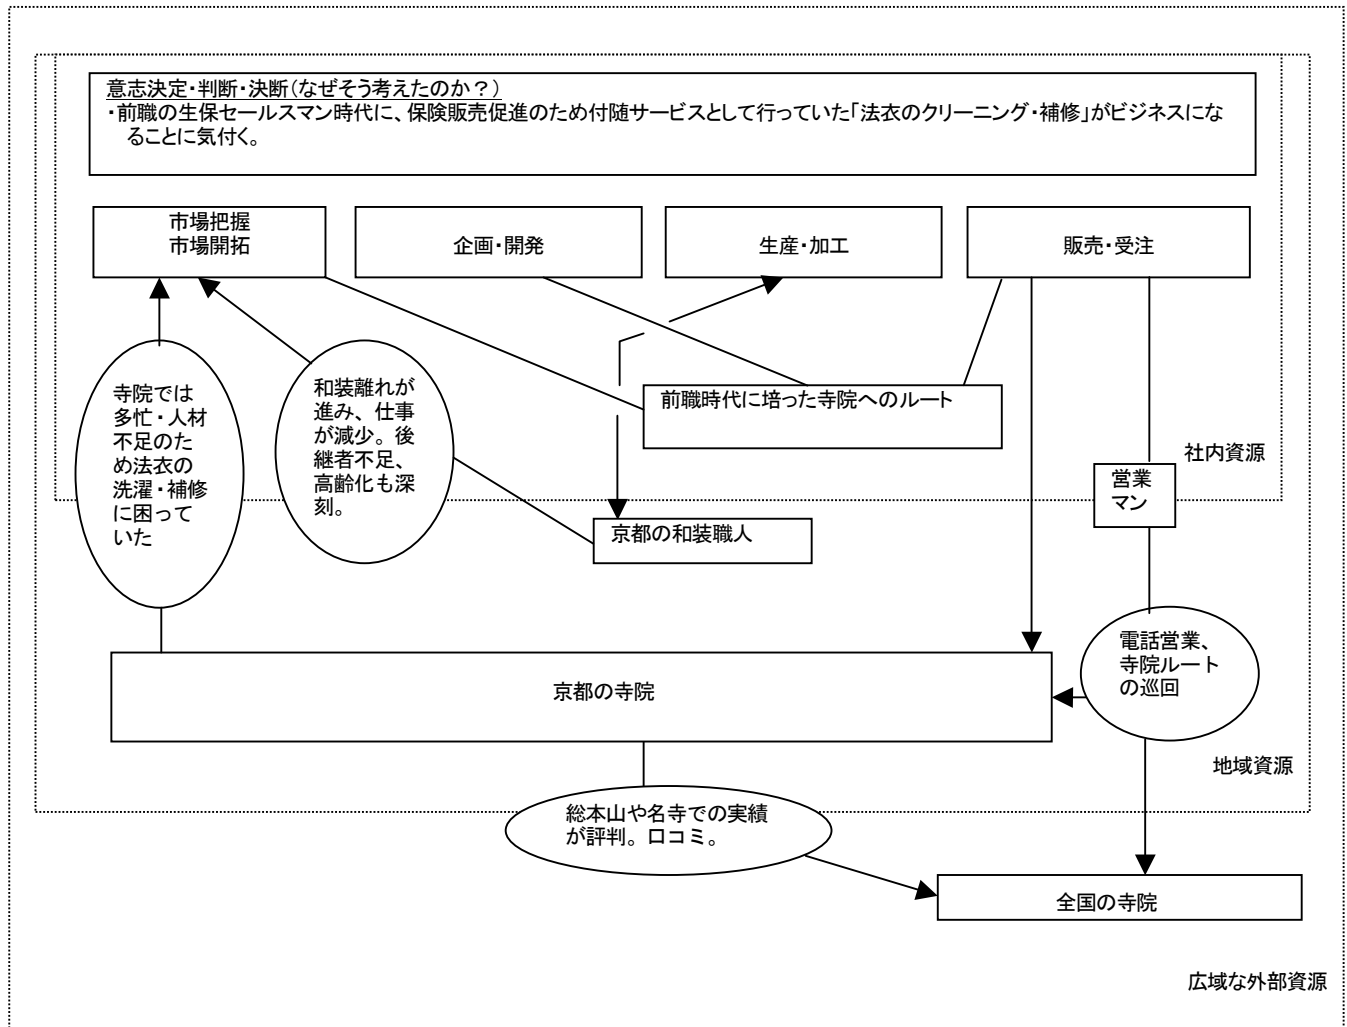 意志決定・判断・決断(なぜそう考えたのか?)
・前職の生保セールスマン時代に、保険販売促進のため付随サービスとして行っていた「法衣のクリーニング・補修」がビジネスにな
ることに気付く。
市場把握
市場開拓
企画・開発
生産・加工
販売・受注
寺院では
多忙・人材
不足のた
め法衣の
洗濯・補修
に困って
いた
和装離れが
進み、仕事
が減少。後
継者不足、
高齢化も深
刻。
前職時代に培った寺院へのルート
社内資源
営業
マン
京都の和装職人
電話営業、
寺院ルート
の巡回
京都の寺院
地域資源
総本山や名寺での実績
が評判。口コミ。
全国の寺院
広域な外部資源